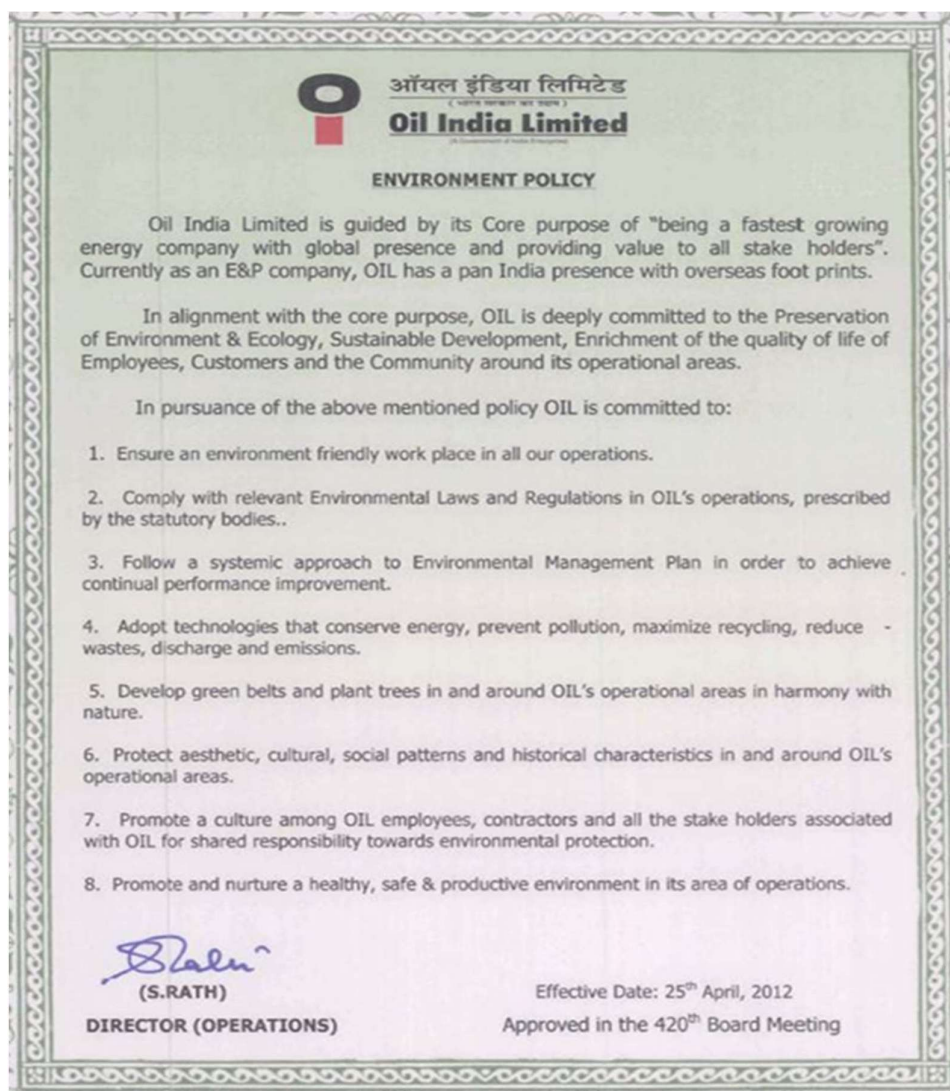 ऑयल इंडिया लिमिटेड
( भारत सरकार का उद्यम )
Oil India Limited
(A Government of India Enterprise)
ENVIRONMENT POLICY
Oil India Limited is guided by its Core purpose of "being a fastest growing
energy company with global presence and providing value to all stake holders".
Currently as an E&P company, OIL has a pan India presence with overseas foot prints.
In alignment with the core purpose, OIL is deeply committed to the Preservation
of Environment & Ecology, Sustainable Development, Enrichment of the quality of life of
Employees, Customers and the Community around its operational areas.
In pursuance of the above mentioned policy OIL is committed to:
1. Ensure an environment friendly work place in all our operations.
2. Comply with relevant Environmental Laws and Regulations in OIL's operations, prescribed
by the statutory bodies..
3. Follow a systemic approach to Environmental Management Plan in order to achieve
continual performance improvement.
4. Adopt technologies that conserve energy, prevent pollution, maximize recycling, reduce -
wastes, discharge and emissions.
5. Develop green belts and plant trees in and around OIL's operational areas in harmony with
nature.
6. Protect aesthetic, cultural, social patterns and historical characteristics in and around OIL's
operational areas.
7. Promote a culture among OIL employees, contractors and all the stake holders associated
with OIL for shared responsibility towards environmental protection.
8. Promote and nurture a healthy, safe & productive environment in its area of operations.
(S.RATH)
DIRECTOR (OPERATIONS)
Effective Date: 25th April, 2012
Approved in the 420th Board Meeting